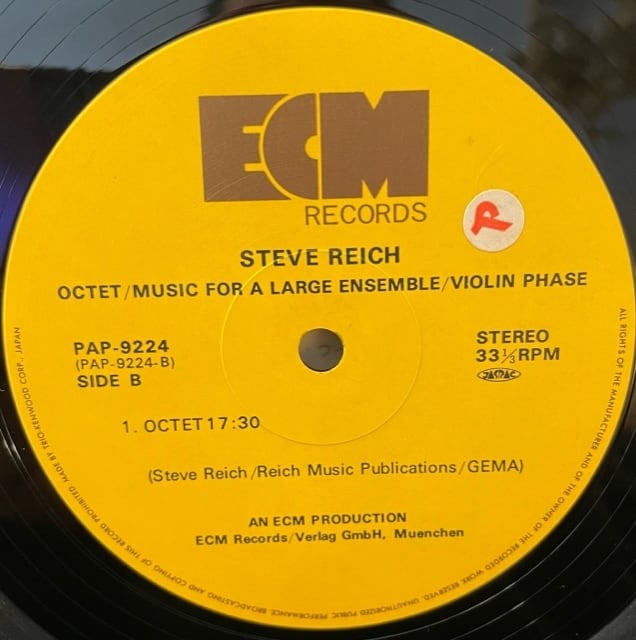 ECM
RECORDS
P
STEVE REICH
OCTET/MUSIC FOR A LARGE ENSEMBLE/VIOLIN PHASE
PAP-9224
(PAP-9224-B)
SIDE B
STEREO
33⅓RPM
JASRAC
1. OCTET 17:30
(Steve Reich/Reich Music Publications/GEMA)
AN ECM PRODUCTION
ECM Records/Verlag GmbH, Muenchen
ALL RIGHTS OF THE MANUFACTURER AND OF THE OWNER OF THE RECORDED WORK RESERVED. UNAUTHORIZED PUBLIC PERFORMANCE, BROADCASTING AND COPYING OF THIS RECORD PROHIBITED. MADE BY TRIO-KENWOOD CORP., JAPAN